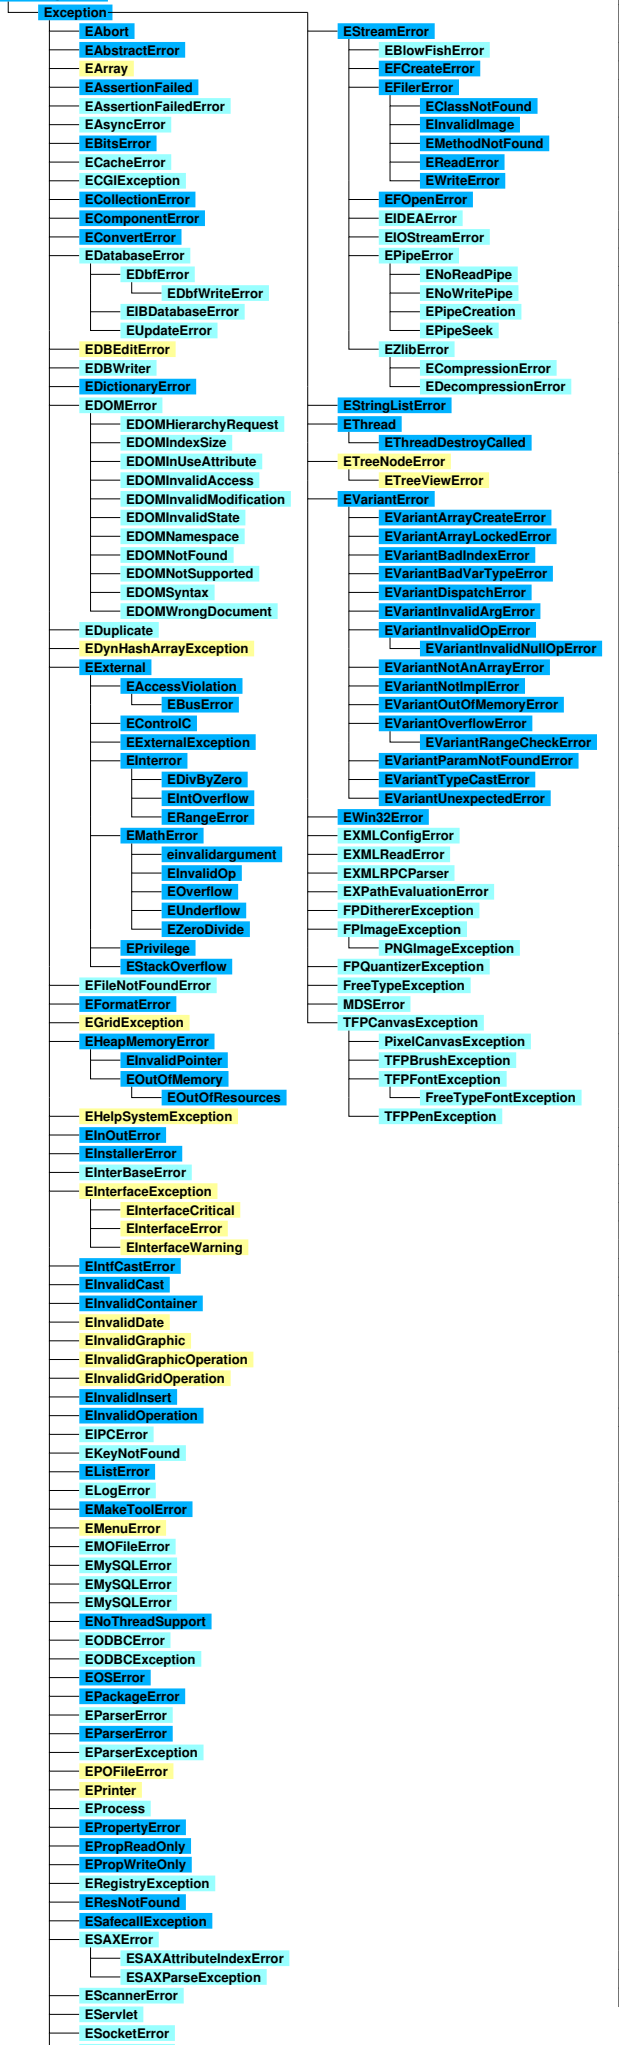 Exception
EAbort
EAbstractError
EArray
EAssertionFailed
EAssertionFailedError
EAsyncError
EBitsError
ECacheError
ECGIException
ECollectionError
EComponentError
EConvertError
EDatabaseError
EDbfError
EDbfWriteError
EIBDatabaseError
EUpdateError
EDBEditError
EDBWriter
EDictionaryError
EDOMError
EDOMHierarchyRequest
EDOMIndexSize
EDOMInUseAttribute
EDOMInvalidAccess
EDOMInvalidModification
EDOMInvalidState
EDOMNamespace
EDOMNotFound
EDOMNotSupported
EDOMSyntax
EDOMWrongDocument
EDuplicate
EDynHashArrayException
EExternal
EAccessViolation
EBusError
EControlC
EExternalException
EInterror
EDivByZero
EIntOverflow
ERangeError
EMathError
einvalidargument
EInvalidOp
EOverflow
EUnderflow
EZeroDivide
EPrivilege
EStackOverflow
EFileNotFoundError
EFormatError
EGridException
EHeapMemoryError
EInvalidPointer
EOutOfMemory
EOutOfResources
EHelpSystemException
EInOutError
EInstallerError
EInterBaseError
EInterfaceException
EInterfaceCritical
EInterfaceError
EInterfaceWarning
EIntfCastError
EInvalidCast
EInvalidContainer
EInvalidDate
EInvalidGraphic
EInvalidGraphicOperation
EInvalidGridOperation
EInvalidInsert
EInvalidOperation
EIPCError
EKeyNotFound
EListError
ELogError
EMakeToolError
EMenuError
EMOFileError
EMySQLError
EMySQLError
EMySQLError
ENoThreadSupport
EODBCError
EODBCException
EOSError
EPackageError
EParserError
EParserError
EParserException
EPOFileError
EPrinter
EProcess
EPropertyError
EPropReadOnly
EPropWriteOnly
ERegistryException
EResNotFound
ESafecallException
ESAXError
ESAXAttributeIndexError
ESAXParseException
EScannerError
EServlet
ESocketError
EStreamError
EBlowFishError
EFCreateError
EFilerError
EClassNotFound
EInvalidImage
EMethodNotFound
EReadError
EWriteError
EFOpenError
EIDEAError
EIOStreamError
EPipeError
ENoReadPipe
ENoWritePipe
EPipeCreation
EPipeSeek
EZlibError
ECompressionError
EDecompressionError
EStringListError
EThread
EThreadDestroyCalled
ETreeNodeError
ETreeViewError
EVariantError
EVariantArrayCreateError
EVariantArrayLockedError
EVariantBadIndexError
EVariantBadVarTypeError
EVariantDispatchError
EVariantInvalidArgError
EVariantInvalidOpError
EVariantInvalidNullOpError
EVariantNotAnArrayError
EVariantNotImplError
EVariantOutOfMemoryError
EVariantOverflowError
EVariantRangeCheckError
EVariantParamNotFoundError
EVariantTypeCastError
EVariantUnexpectedError
EWin32Error
EXMLConfigError
EXMLReadError
EXMLRPCParser
EXPathEvaluationError
FPDithererException
FPImageException
PNGImageException
FPQuantizerException
FreeTypeException
MDSError
TFPCanvasException
PixelCanvasException
TFPBrushException
TFPFontException
FreeTypeFontException
TFPPenException